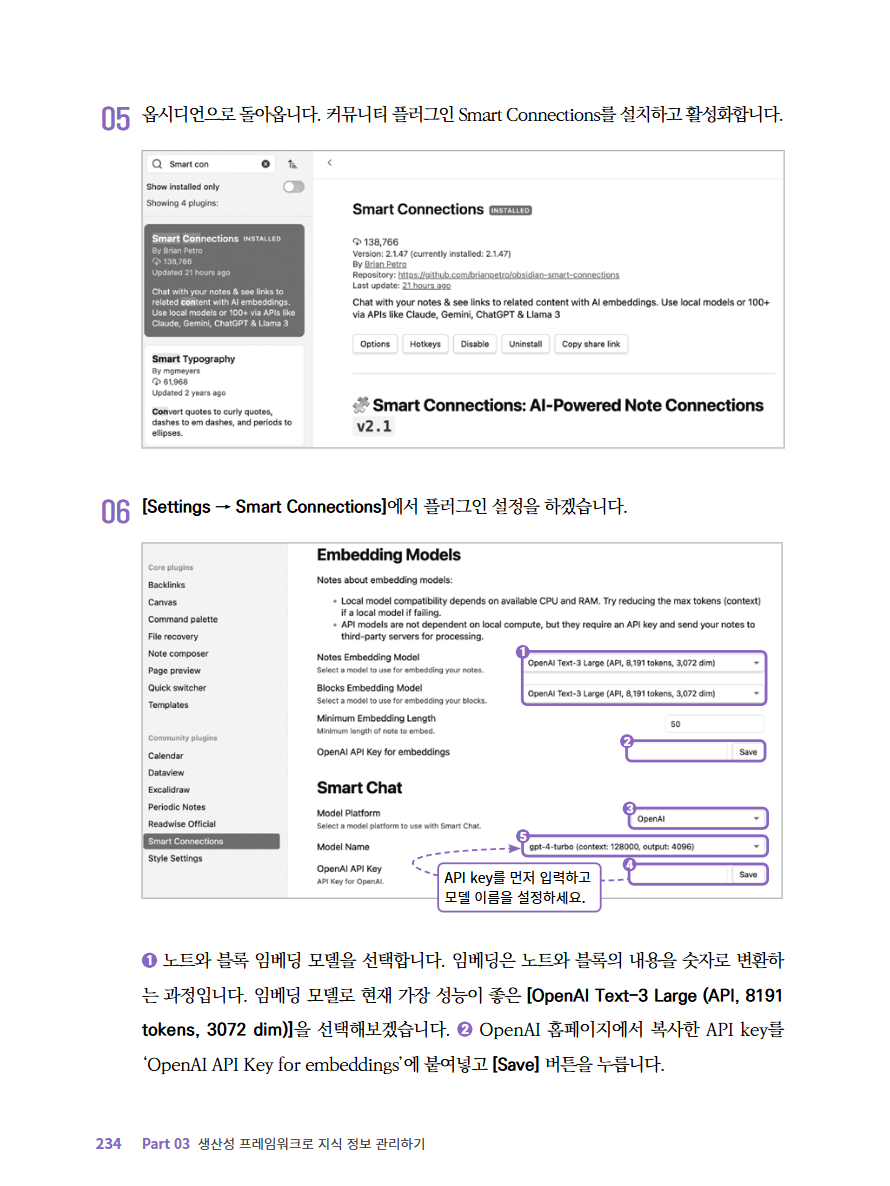 05 옵시디언으로 돌아옵니다. 커뮤니티 플러그인 Smart Connections를 설치하고 활성화합니다.
Smart con
Show installed only
Showing 4 plugins:
Smart Connections INSTALLED
By Brian Petro
138,766
Updated 21 hours ago
Chat with your notes & see links to
related content with AI embeddings.
Use local models or 100+ via APIs like
Claude, Gemini, ChatGPT & Llama 3
Smart Typography
By mgmeyers
61,968
Updated 2 years ago
Convert quotes to curly quotes,
dashes to em dashes, and periods to
ellipses.
Smart Connections INSTALLED
138,766
Version: 2.1.47 (currently installed: 2.1.47)
By Brian Petro
Repository: https://github.com/brianpetro/obsidian-smart-connections
Last update: 21 hours ago
Chat with your notes & see links to related content with AI embeddings. Use local models or 100+
via APIs like Claude, Gemini, ChatGPT & Llama 3
Options Hotkeys Disable Uninstall Copy share link
Smart Connections: AI-Powered Note Connections
v2.1
06 [Settings → Smart Connections]에서 플러그인 설정을 하겠습니다.
Core plugins
Backlinks
Canvas
Command palette
File recovery
Note composer
Page preview
Quick switcher
Templates
Community plugins
Calendar
Dataview
Excalidraw
Periodic Notes
Readwise Official
Smart Connections
Style Settings
Embedding Models
Notes about embedding models:
• Local model compatibility depends on available CPU and RAM. Try reducing the max tokens (context)
if a local model if failing.
• API models are not dependent on local compute, but they require an API key and send your notes to
third-party servers for processing.
Notes Embedding Model
Select a model to use for embedding your notes.
❶ OpenAI Text-3 Large (API, 8,191 tokens, 3,072 dim)
Blocks Embedding Model
Select a model to use for embedding your blocks.
OpenAI Text-3 Large (API, 8,191 tokens, 3,072 dim)
Minimum Embedding Length
Minimum length of note to embed.
50
OpenAI API Key for embeddings
❷ Save
Smart Chat
Model Platform
Select a model platform to use with Smart Chat.
❸ OpenAI
Model Name
❺ gpt-4-turbo (context: 128000, output: 4096)
OpenAI API Key
API Key for OpenAI.
❹ Save
API key를 먼저 입력하고
모델 이름을 설정하세요.
❶ 노트와 블록 임베딩 모델을 선택합니다. 임베딩은 노트와 블록의 내용을 숫자로 변환하
는 과정입니다. 임베딩 모델로 현재 가장 성능이 좋은 [OpenAI Text-3 Large (API, 8191
tokens, 3072 dim)]을 선택해보겠습니다. ❷ OpenAI 홈페이지에서 복사한 API key를
‘OpenAI API Key for embeddings’에 붙여넣고 [Save] 버튼을 누릅니다.
234 Part 03 생산성 프레임워크로 지식 정보 관리하기